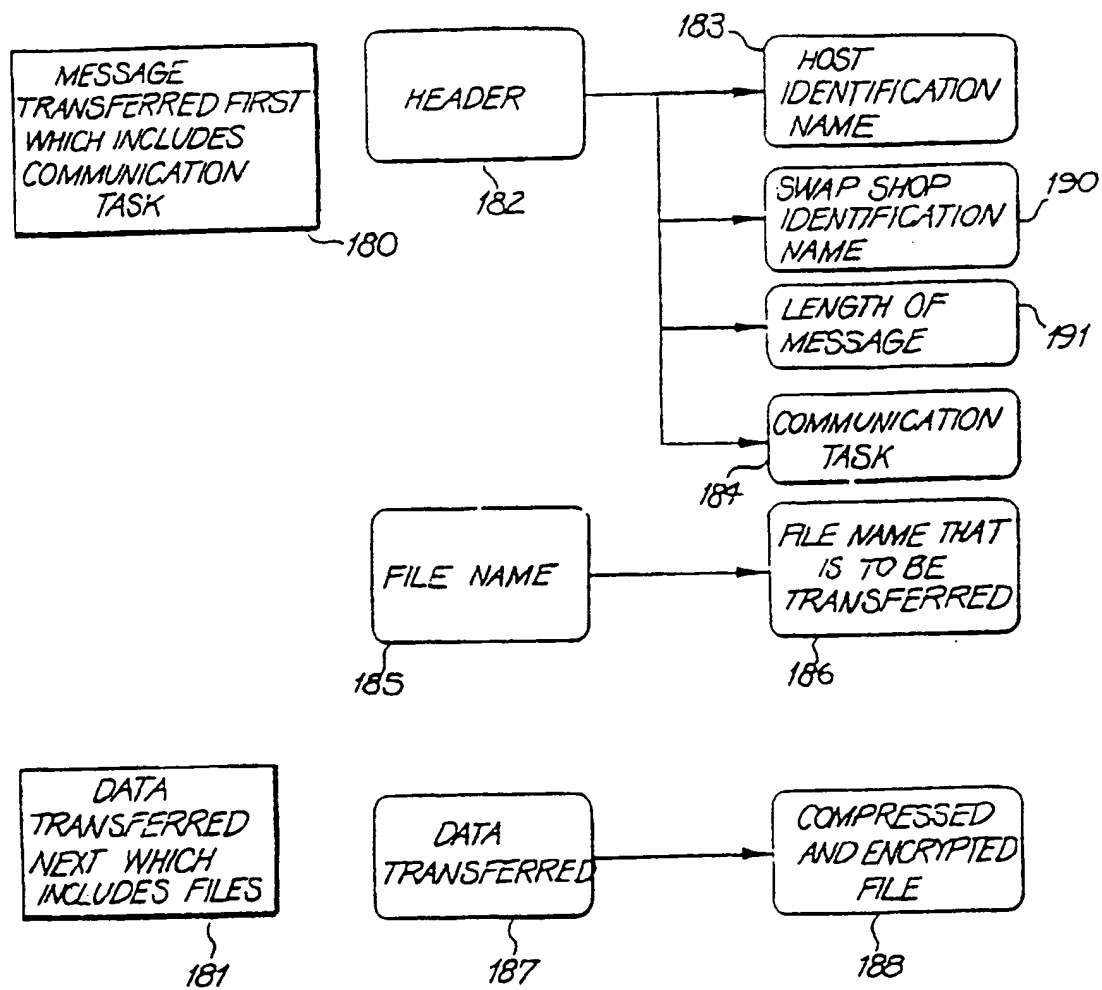 MESSAGE
TRANSFERRED FIRST
WHICH INCLUDES
COMMUNICATION
TASK
180
HEADER
182
183
HOST
IDENTIFICATION
NAME
SWAP SHOP
IDENTIFICATION
NAME
190
LENGTH OF
MESSAGE
191
COMMUNICATION
TASK
184
FILE NAME
185
FILE NAME THAT
IS TO BE
TRANSFERRED
186
DATA
TRANSFERRED
NEXT WHICH
INCLUDES FILES
181
DATA
TRANSFERRED
187
COMPRESSED
AND ENCRYPTED
FILE
188